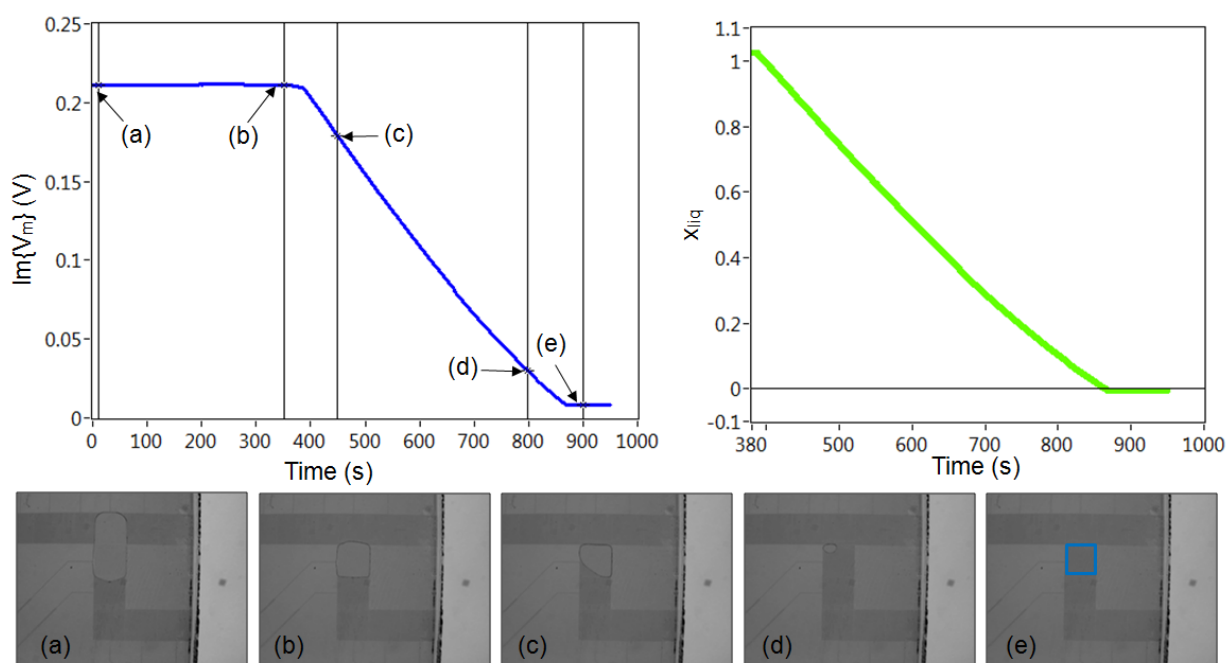 0.25
0.2
0.15
0.1
0.05
0
Im{Vₘ} (V)
(a)
(b)
(c)
(d)
(e)
0 100 200 300 400 500 600 700 800 900 1000
Time (s)
1.1
1
0.8
0.6
0.4
0.2
0
-0.1
xliq
380 500 600 700 800 900 1000
Time (s)
(a) (b) (c) (d) (e)